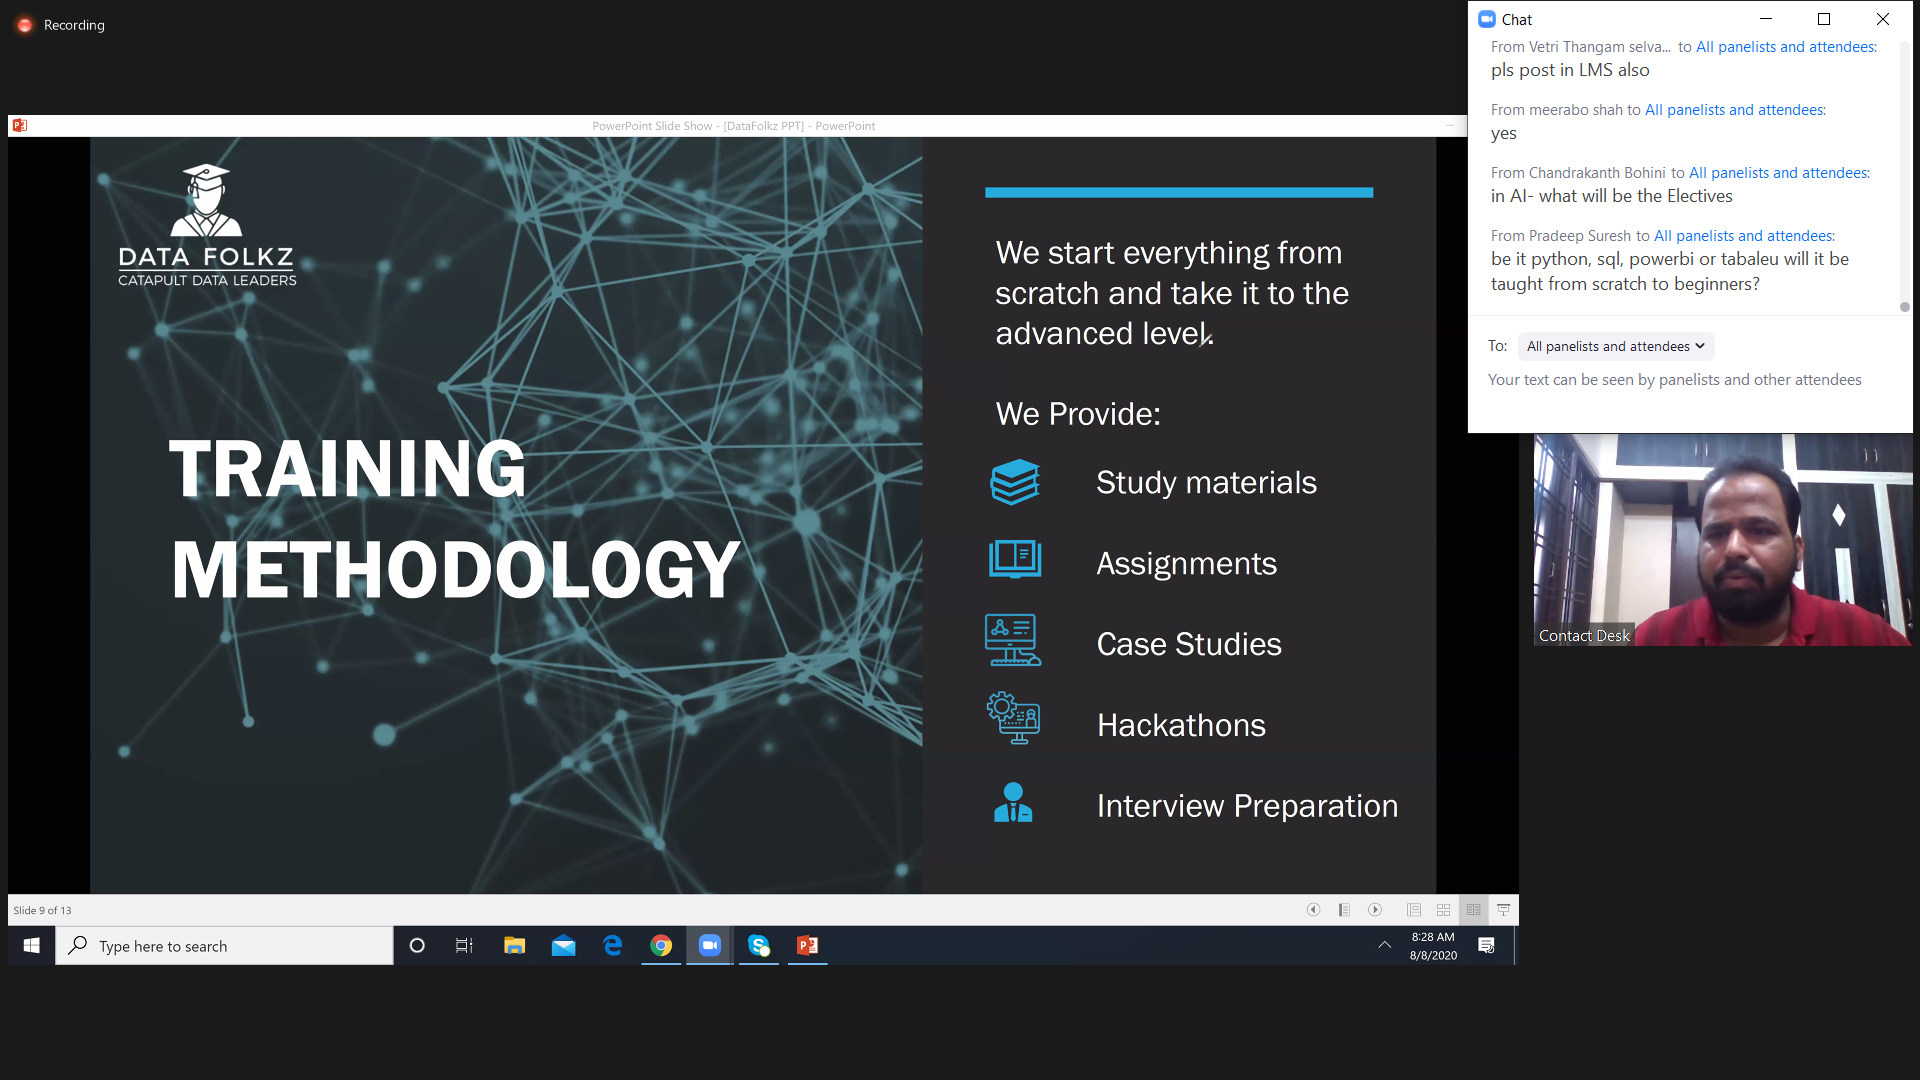 Recording
PowerPoint Slide Show - [DataFolkz PPT] - PowerPoint
DATA FOLKZ
CATAPULT DATA LEADERS
TRAINING
METHODOLOGY
We start everything from
scratch and take it to the
advanced level.
We Provide:
Study materials
Assignments
Case Studies
Hackathons
Interview Preparation
Slide 9 of 13
Type here to search
8:28 AM
8/8/2020
Chat
From Vetri Thangam selva... to All panelists and attendees:
pls post in LMS also
From meerabo shah to All panelists and attendees:
yes
From Chandrakanth Bohini to All panelists and attendees:
in AI- what will be the Electives
From Pradeep Suresh to All panelists and attendees:
be it python, sql, powerbi or tabaleu will it be
taught from scratch to beginners?
To: All panelists and attendees
Your text can be seen by panelists and other attendees
Contact Desk